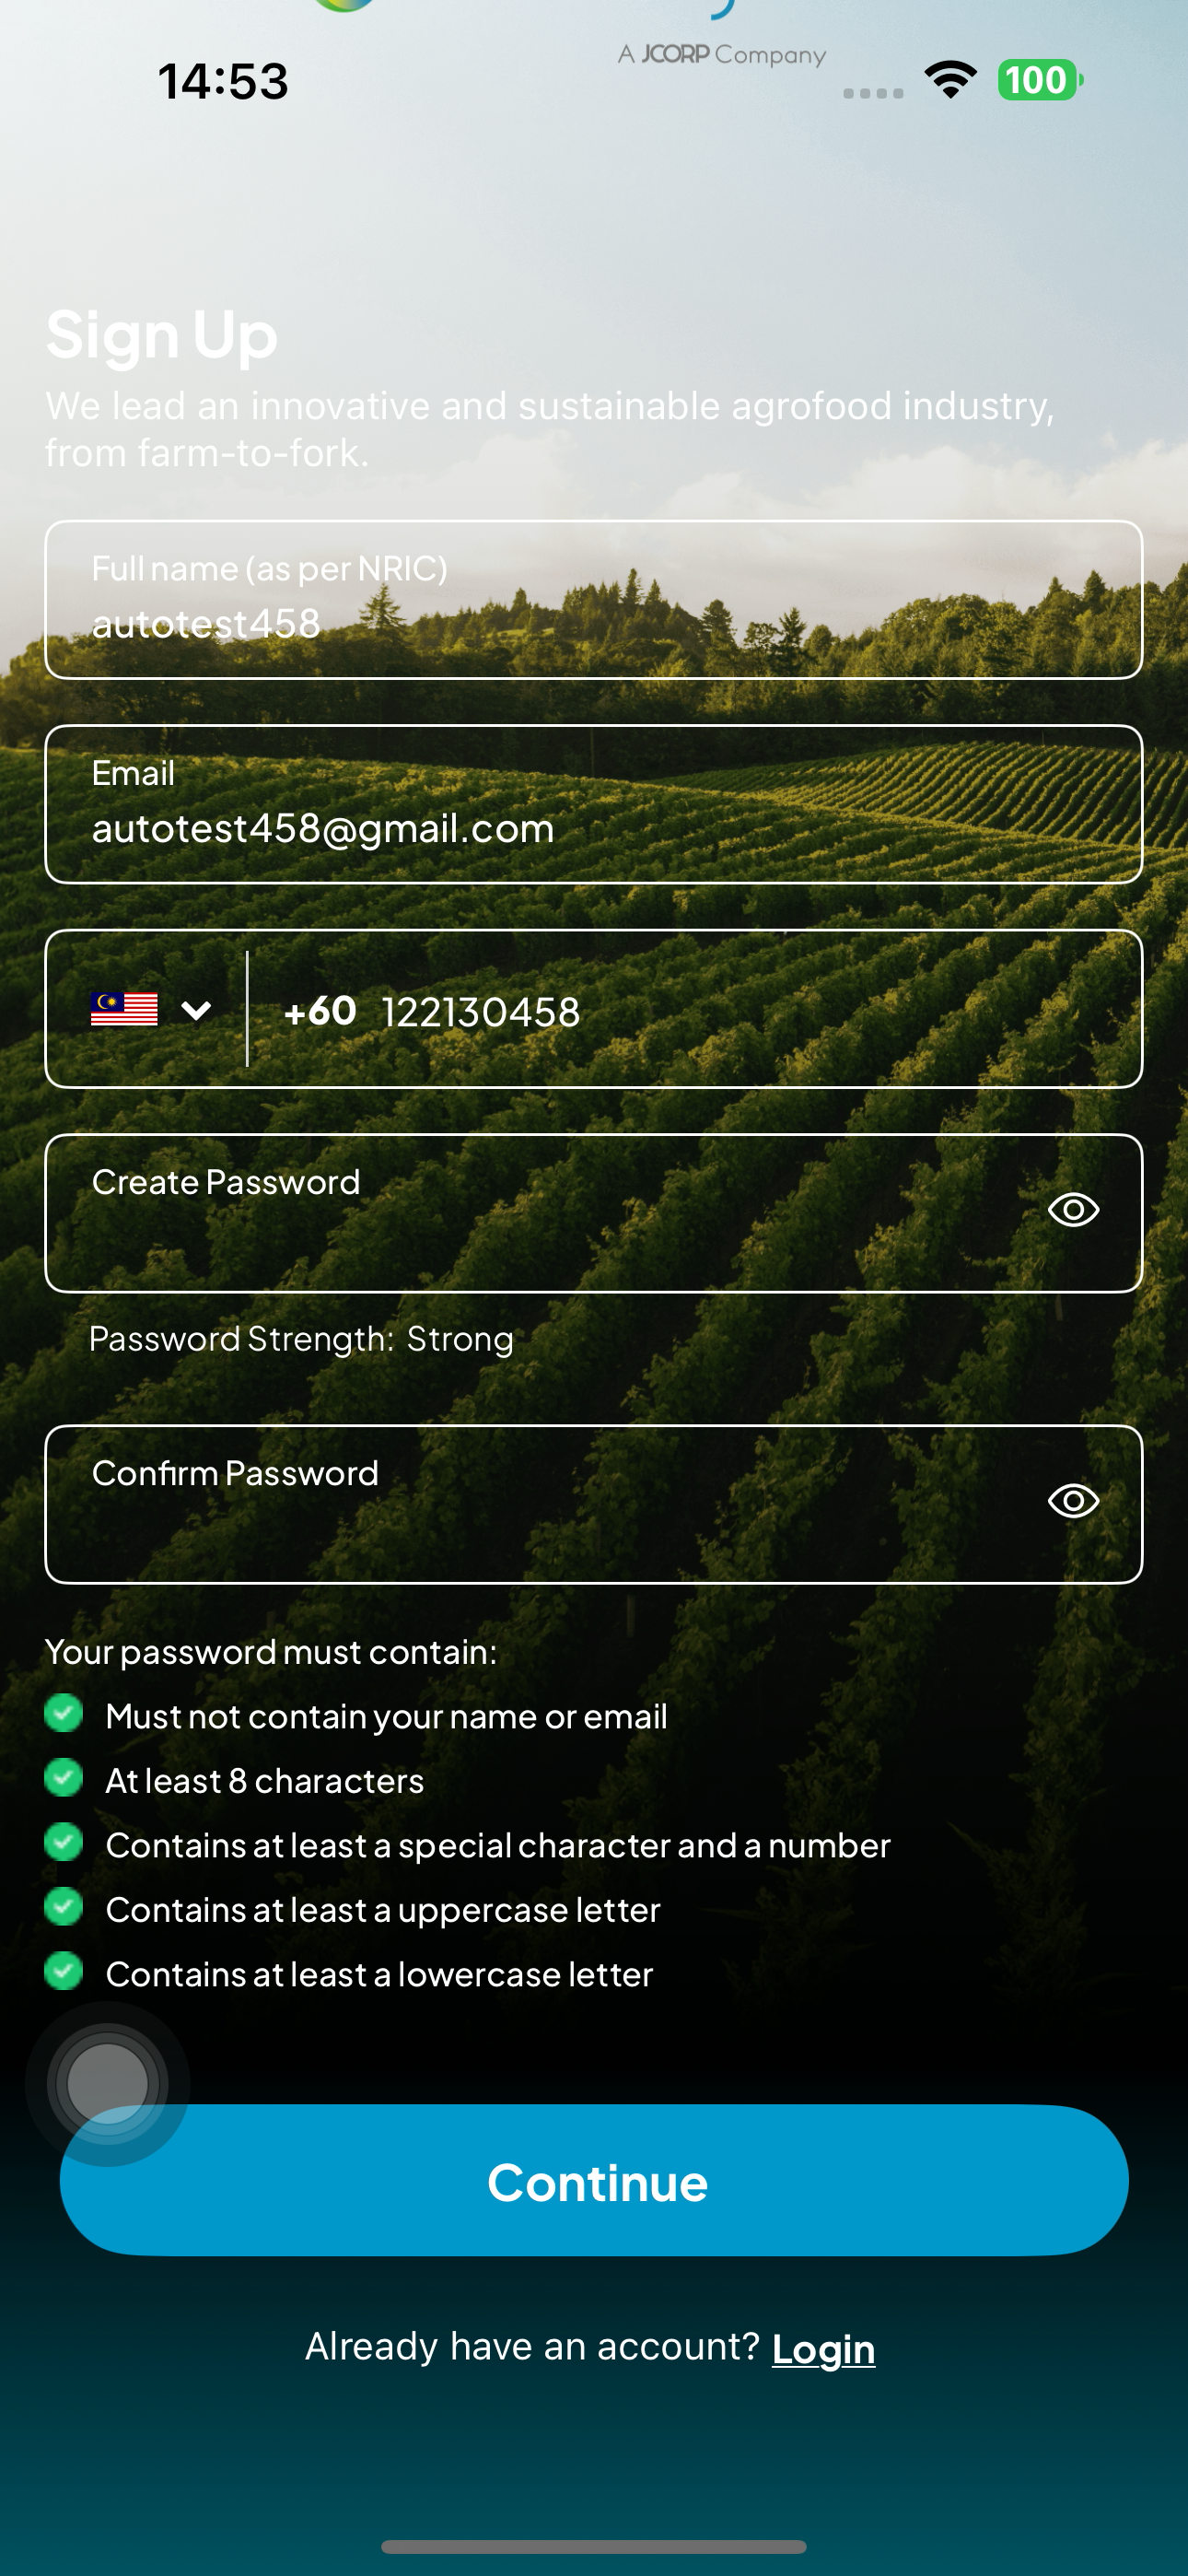 A JCORP Company
14:53
100
Sign Up
We lead an innovative and sustainable agrofood industry,
from farm-to-fork.
Full name (as per NRIC)
autotest458
Email
autotest458@gmail.com
+60 122130458
Create Password
Password Strength: Strong
Confirm Password
Your password must contain:
Must not contain your name or email
At least 8 characters
Contains at least a special character and a number
Contains at least a uppercase letter
Contains at least a lowercase letter
Continue
Already have an account? Login